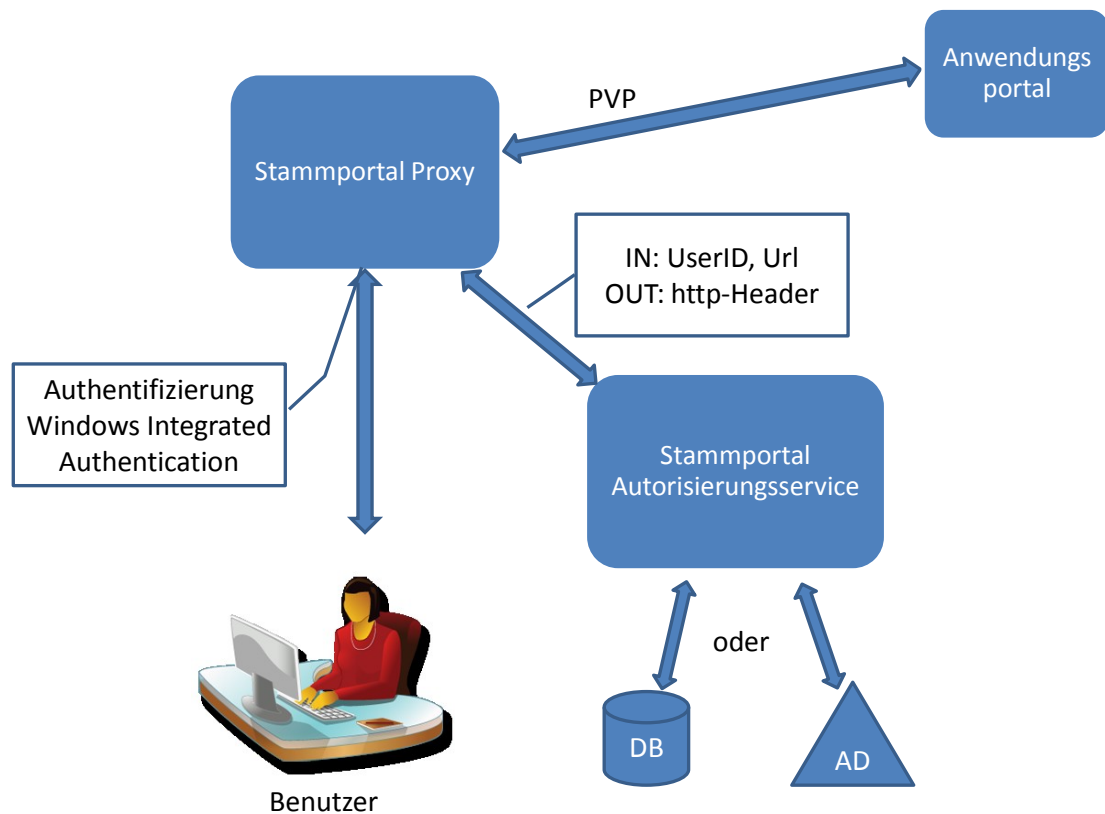 Anwendungs
portal
PVP
Stammportal Proxy
IN: UserID, Url
OUT: http-Header
Authentifizierung
Windows Integrated
Authentication
Stammportal
Autorisierungsservice
oder
DB
AD
Benutzer